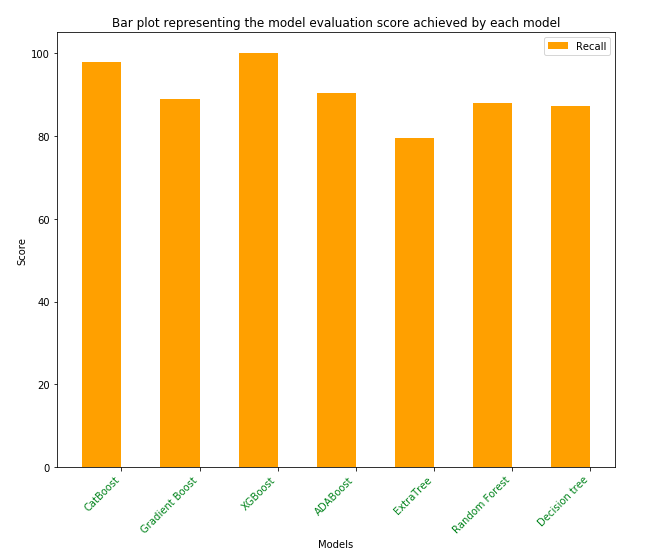 Bar plot representing the model evaluation score achieved by each model
Recall
100
80
60
40
20
0
Score
CatBoost
Gradient Boost
XGBoost
ADABoost
ExtraTree
Random Forest
Decision tree
Models